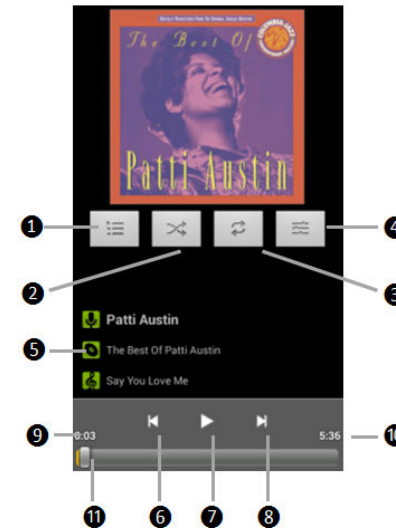 DIGITALLY REMASTERED FROM THE ORIGINAL ANALOG MASTERS
The Best Of
COLUMBIA JAZZ
Patti Austin
1
4
2
3
Patti Austin
5
The Best Of Patti Austin
Say You Love Me
9
0:03
5:36
10
11
6
7
8